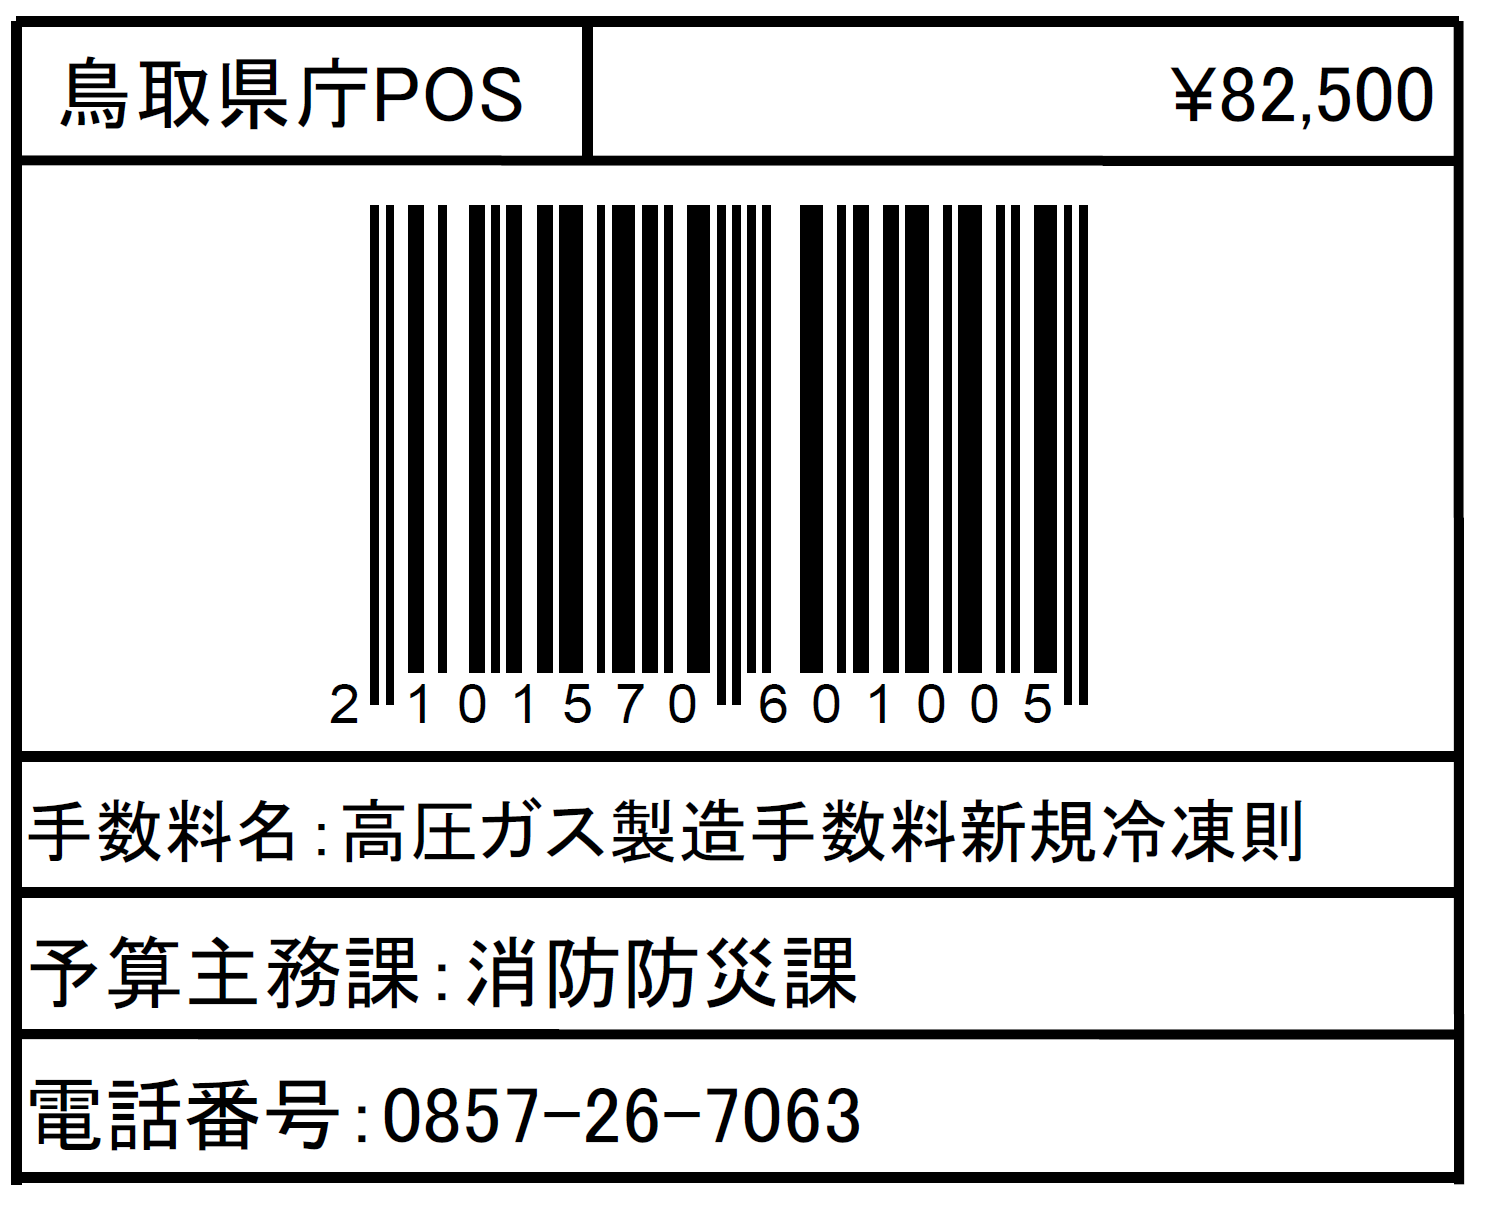 鳥取県庁POS
¥82,500
2 101570 601005
手数料名:高圧ガス製造手数料新規冷凍則
予算主務課:消防防災課
電話番号:0857-26-7063